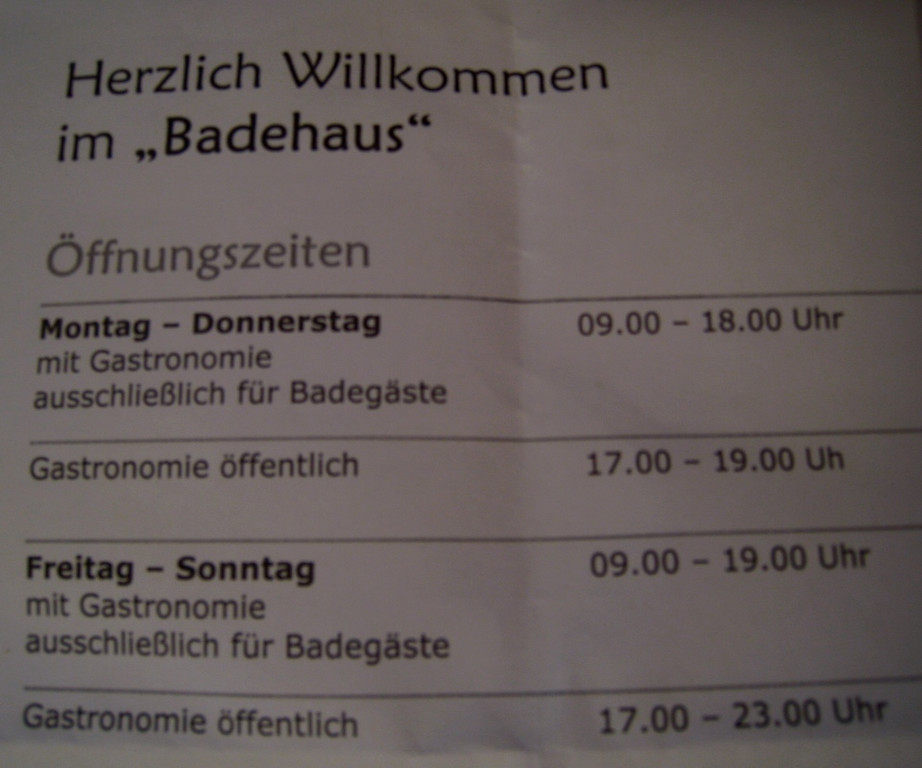 Herzlich Willkommen
im „Badehaus“
Öffnungszeiten
Montag – Donnerstag 09.00 – 18.00 Uhr
mit Gastronomie
ausschließlich für Badegäste
Gastronomie öffentlich 17.00 – 19.00 Uh
Freitag – Sonntag 09.00 – 19.00 Uhr
mit Gastronomie
ausschließlich für Badegäste
Gastronomie öffentlich 17.00 – 23.00 Uhr